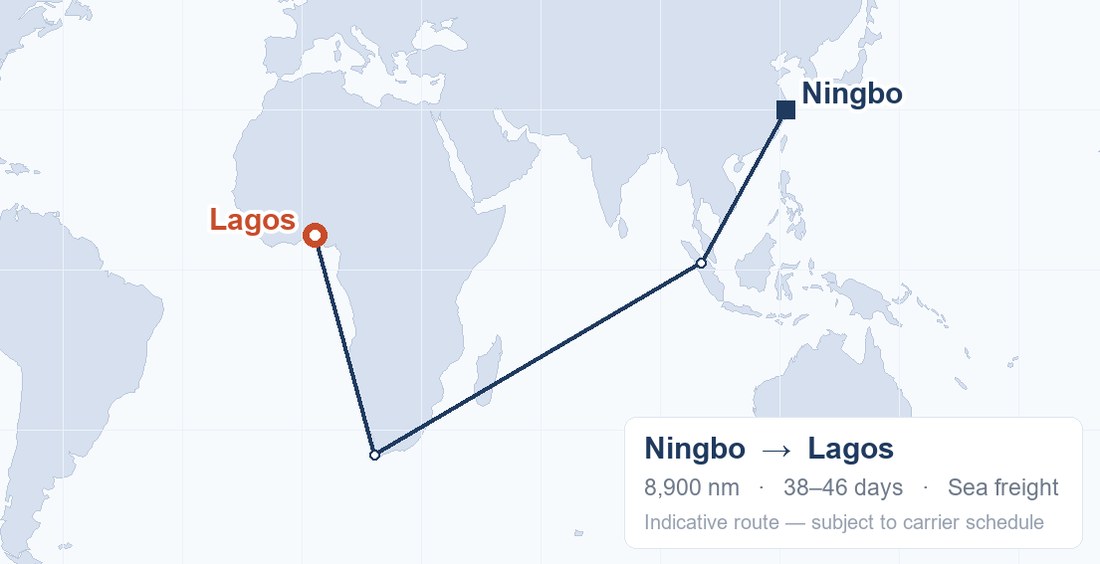 Ningbo
Lagos
Ningbo → Lagos
8,900 nm · 38–46 days · Sea freight
Indicative route — subject to carrier schedule